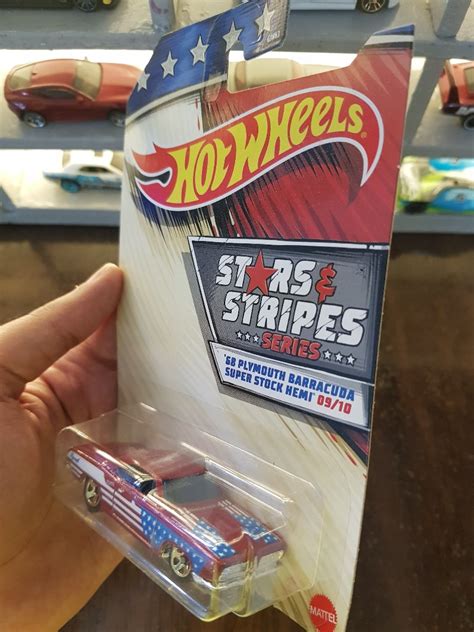 HOT WHEELS
STARS &
STRIPES
SERIES
'68 PLYMOUTH BARRACUDA
SUPER STOCK HEMI® 09/10
MATTEL